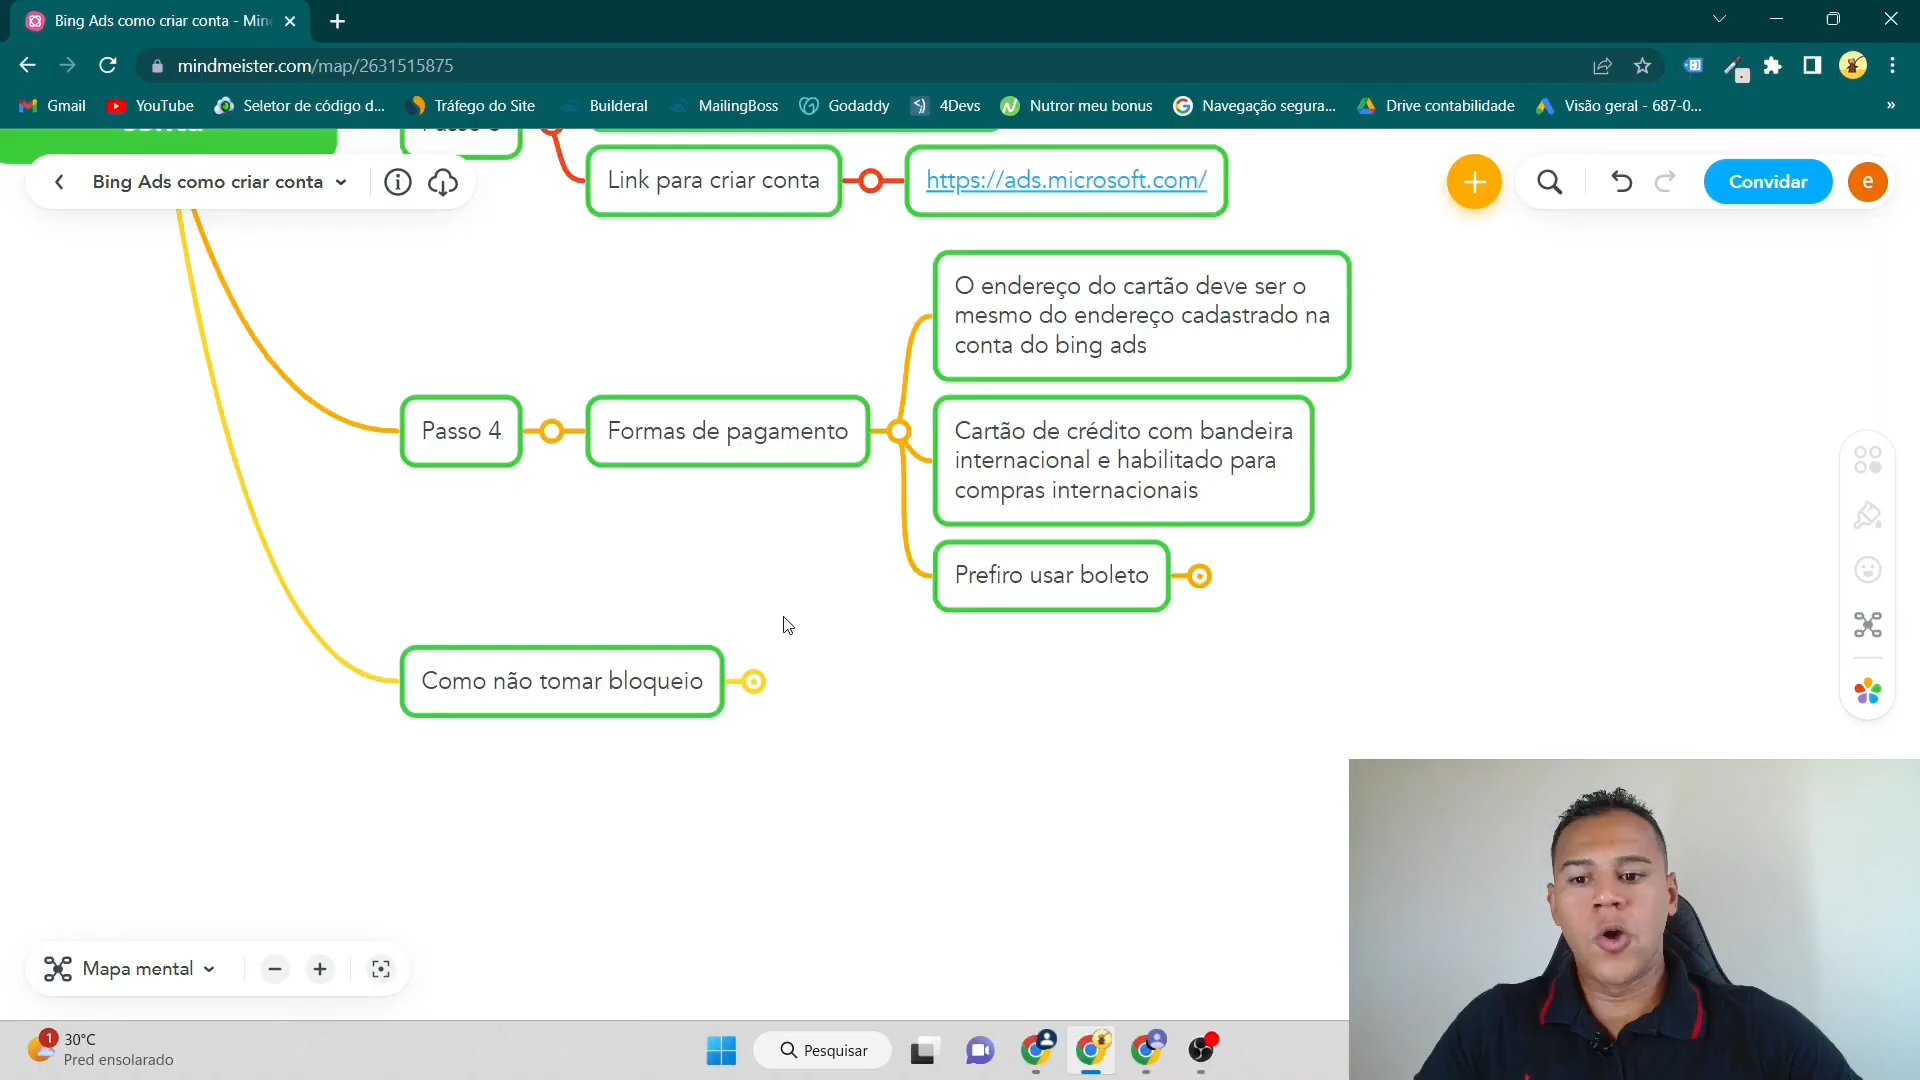 Bing Ads como criar conta - Min
mindmeister.com/map/2631515875
Gmail
YouTube
Seletor de código d...
Tráfego do Site
Builderal
MailingBoss
Godaddy
4Devs
Nutror meu bonus
Navegação segura...
Drive contabilidade
Visão geral - 687-0...
»
Bing Ads como criar conta
Link para criar conta
https://ads.microsoft.com/
Convidar
e
O endereço do cartão deve ser o
mesmo do endereço cadastrado na
conta do bing ads
Passo 4
Formas de pagamento
Cartão de crédito com bandeira
internacional e habilitado para
compras internacionais
Prefiro usar boleto
Como não tomar bloqueio
Mapa mental
1
30°C
Pred ensolarado
Pesquisar